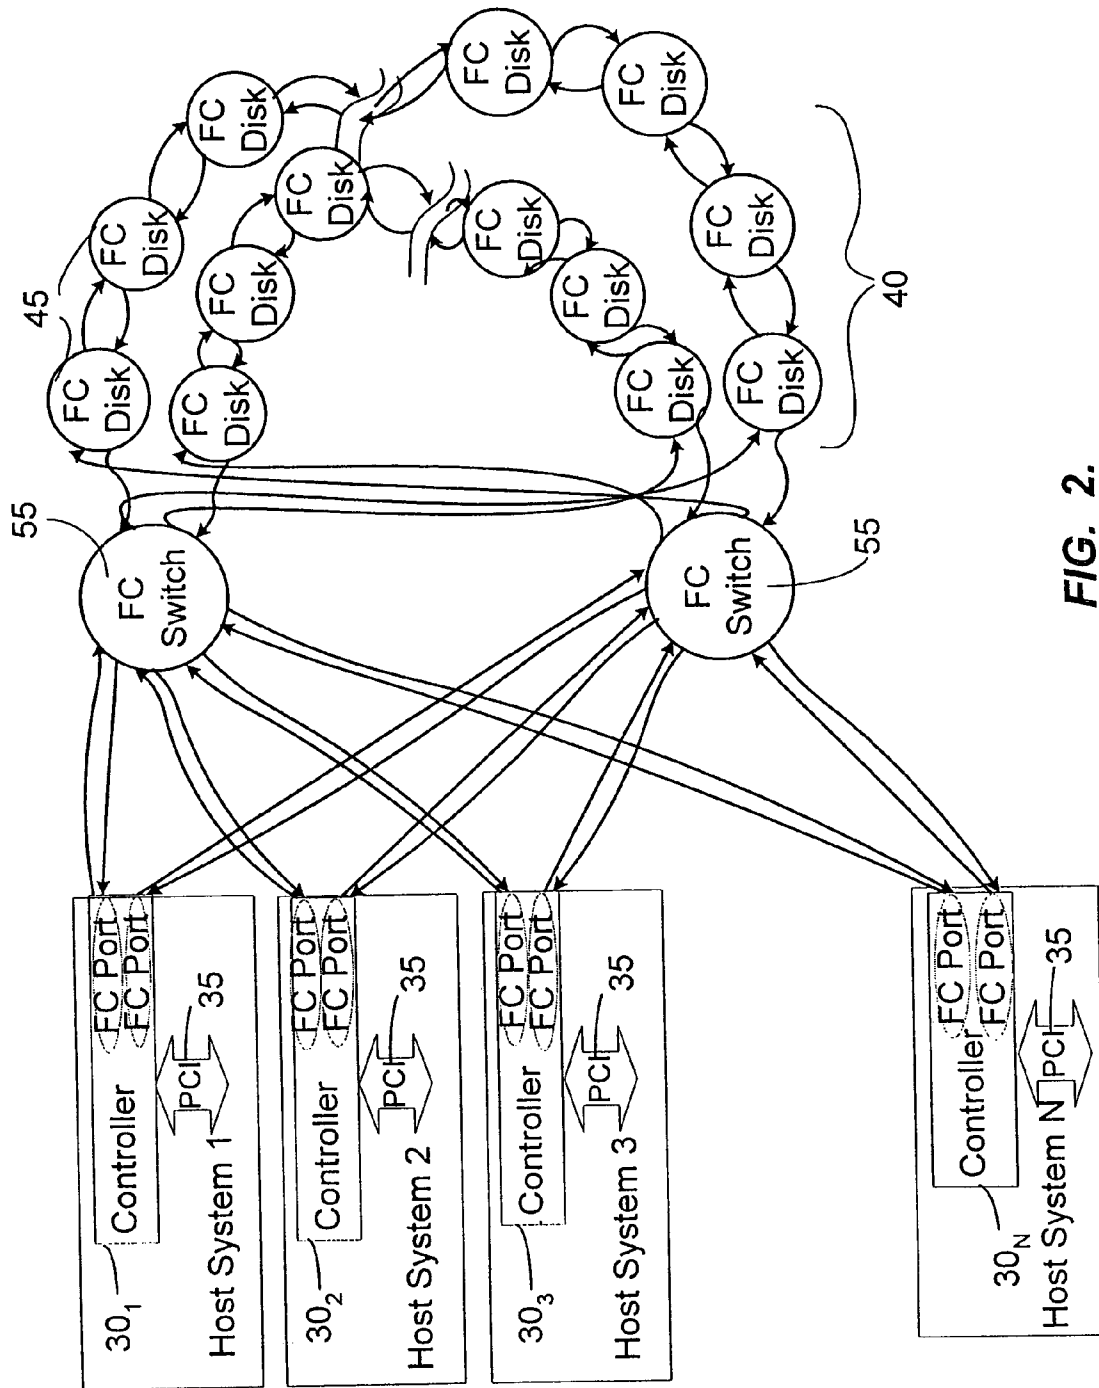 Host System 1
30₁
Controller
FC Port
FC Port
PCI
35
Host System 2
30₂
Controller
FC Port
FC Port
PCI
35
Host System 3
30₃
Controller
FC Port
FC Port
PCI
35
Host System N
30N
Controller
FC Port
FC Port
PCI
35
55
FC
Switch
FC
Switch
55
45
FC
Disk
FC
Disk
FC
Disk
FC
Disk
FC
Disk
FC
Disk
FC
Disk
FC
Disk
FC
Disk
FC
Disk
FC
Disk
FC
Disk
FC
Disk
40
FIG. 2.